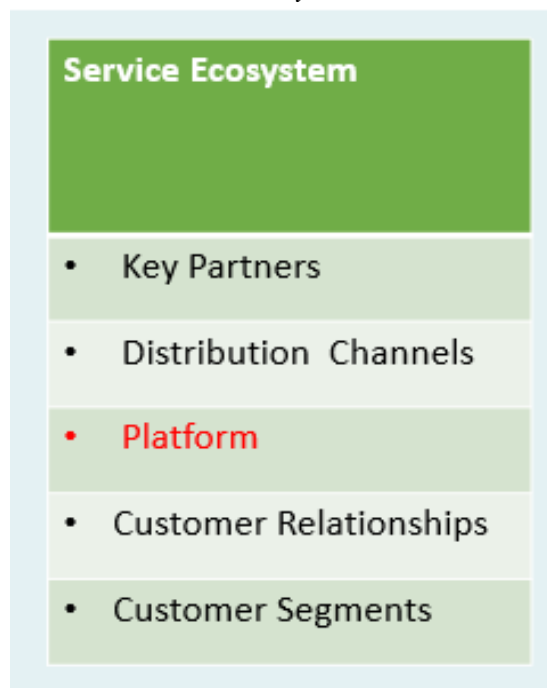 Service Ecosystem
• Key Partners
• Distribution Channels
• Platform
• Customer Relationships
• Customer Segments